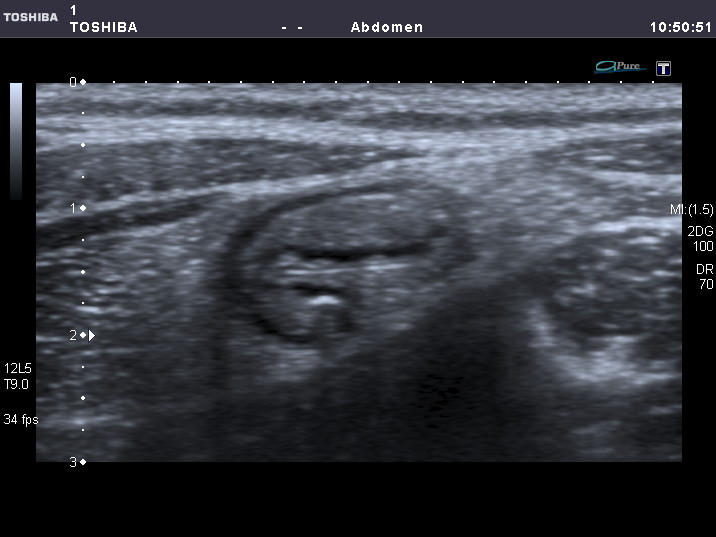 TOSHIBA
1
TOSHIBA - - Abdomen 10:50:51
aPure T
0
1
MI:(1.5)
2DG
100
DR
70
2
12L5
T9.0
34 fps
3